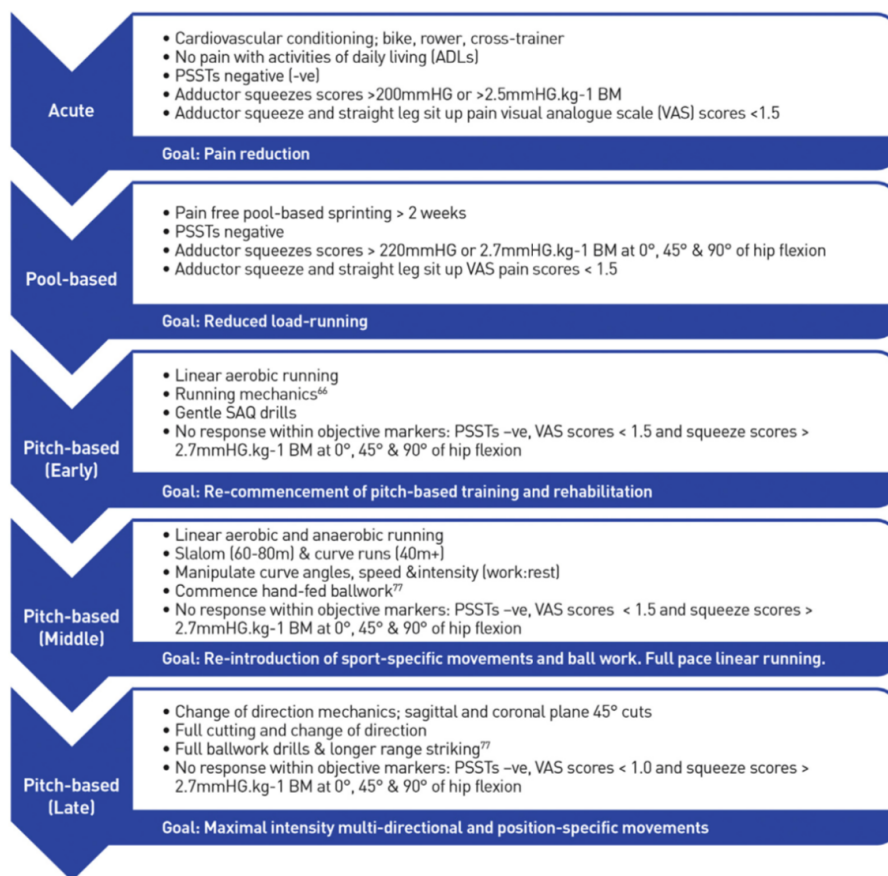 Acute
• Cardiovascular conditioning; bike, rower, cross-trainer
• No pain with activities of daily living (ADLs)
• PSSTs negative (-ve)
• Adductor squeezes scores >200mmHG or >2.5mmHG.kg-1 BM
• Adductor squeeze and straight leg sit up pain visual analogue scale (VAS) scores <1.5
Goal: Pain reduction
Pool-based
• Pain free pool-based sprinting > 2 weeks
• PSSTs negative
• Adductor squeezes scores > 220mmHG or 2.7mmHG.kg-1 BM at 0°, 45° & 90° of hip flexion
• Adductor squeeze and straight leg sit up VAS pain scores < 1.5
Goal: Reduced load-running
Pitch-based
(Early)
• Linear aerobic running
• Running mechanics⁶⁶
• Gentle SAQ drills
• No response within objective markers: PSSTs –ve, VAS scores < 1.5 and squeeze scores >
2.7mmHG.kg-1 BM at 0°, 45° & 90° of hip flexion
Goal: Re-commencement of pitch-based training and rehabilitation
Pitch-based
(Middle)
• Linear aerobic and anaerobic running
• Slalom (60-80m) & curve runs (40m+)
• Manipulate curve angles, speed &intensity (work:rest)
• Commence hand-fed ballwork⁷⁷
• No response within objective markers: PSSTs –ve, VAS scores < 1.5 and squeeze scores >
2.7mmHG.kg-1 BM at 0°, 45° & 90° of hip flexion
Goal: Re-introduction of sport-specific movements and ball work. Full pace linear running.
Pitch-based
(Late)
• Change of direction mechanics; sagittal and coronal plane 45° cuts
• Full cutting and change of direction
• Full ballwork drills & longer range striking⁷⁷
• No response within objective markers: PSSTs –ve, VAS scores < 1.0 and squeeze scores >
2.7mmHG.kg-1 BM at 0°, 45° & 90° of hip flexion
Goal: Maximal intensity multi-directional and position-specific movements